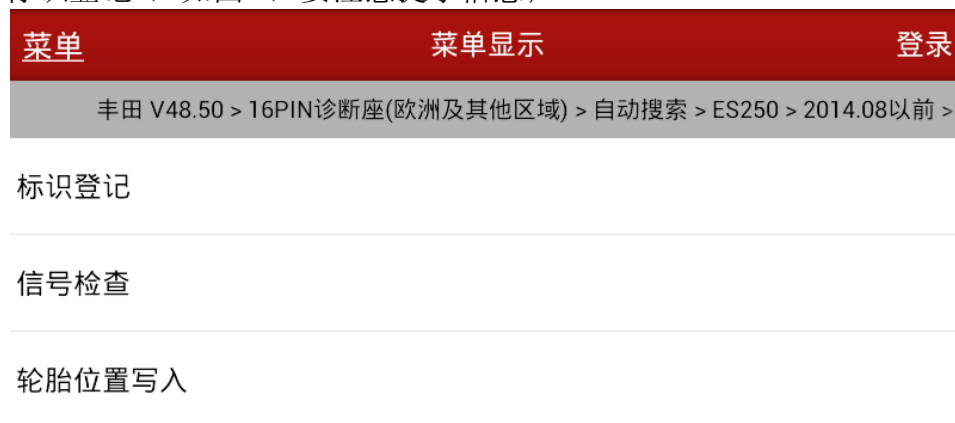 菜单 菜单显示 登录
丰田 V48.50 > 16PIN诊断座(欧洲及其他区域) > 自动搜索 > ES250 > 2014.08以前 >
标识登记
信号检查
轮胎位置写入